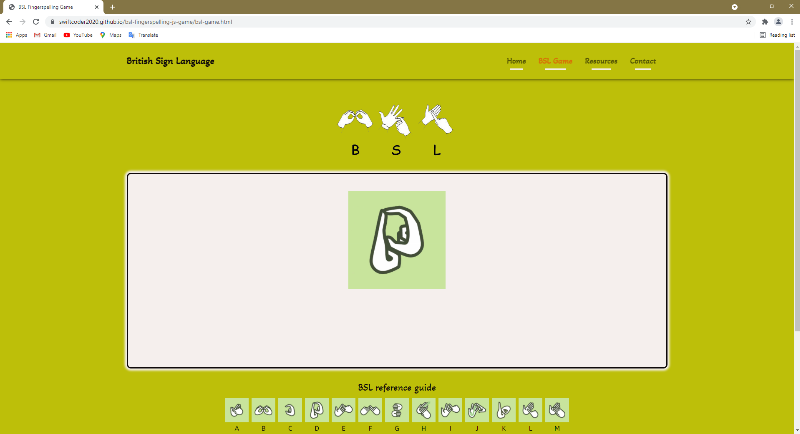 BSL Fingerspelling Game
swiftcoder2020.github.io/bsl-fingerspelling-js-game/bsl-game.html
Apps Gmail YouTube Maps Translate Reading list
British Sign Language Home BSL Game Resources Contact
B S L
BSL reference guide
A B C D E F G H I J K L M